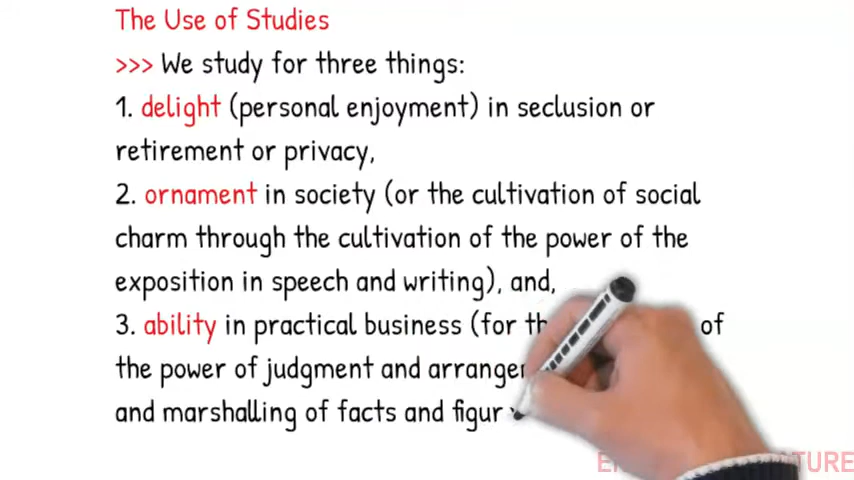 The Use of Studies
>>> We study for three things:
1. delight (personal enjoyment) in seclusion or
retirement or privacy,
2. ornament in society (or the cultivation of social
charm through the cultivation of the power of the
exposition in speech and writing), and,
3. ability in practical business (for of
the power of judgment and
and marshalling of facts and